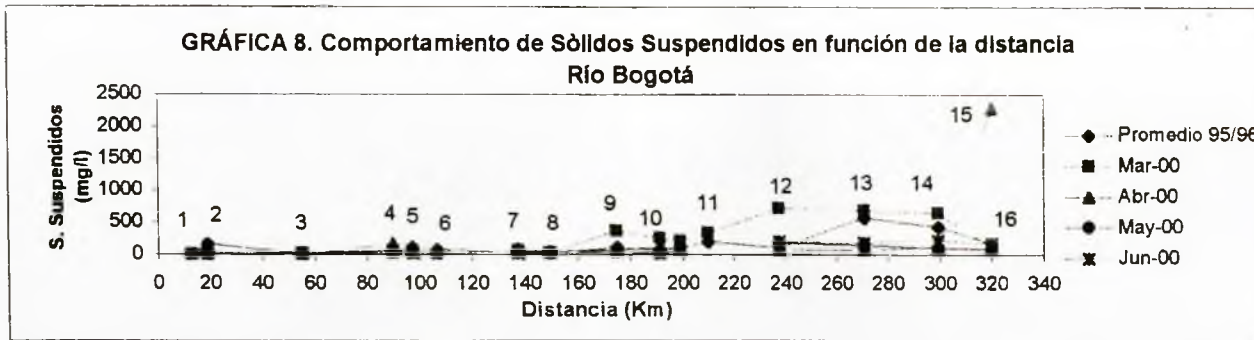 GRÁFICA 8. Comportamiento de Sòlidos Suspendidos en función de la distancia
Río Bogotá
S. Suspendidos
(mg/l)
2500
2000
1500
1000
500
0
1
2
3
4
5
6
7
8
9
10
11
12
13
14
15
16
0 20 40 60 80 100 120 140 160 180 200 220 240 260 280 300 320 340
Distancia (Km)
Promedio 95/96
Mar-00
Abr-00
May-00
Jun-00